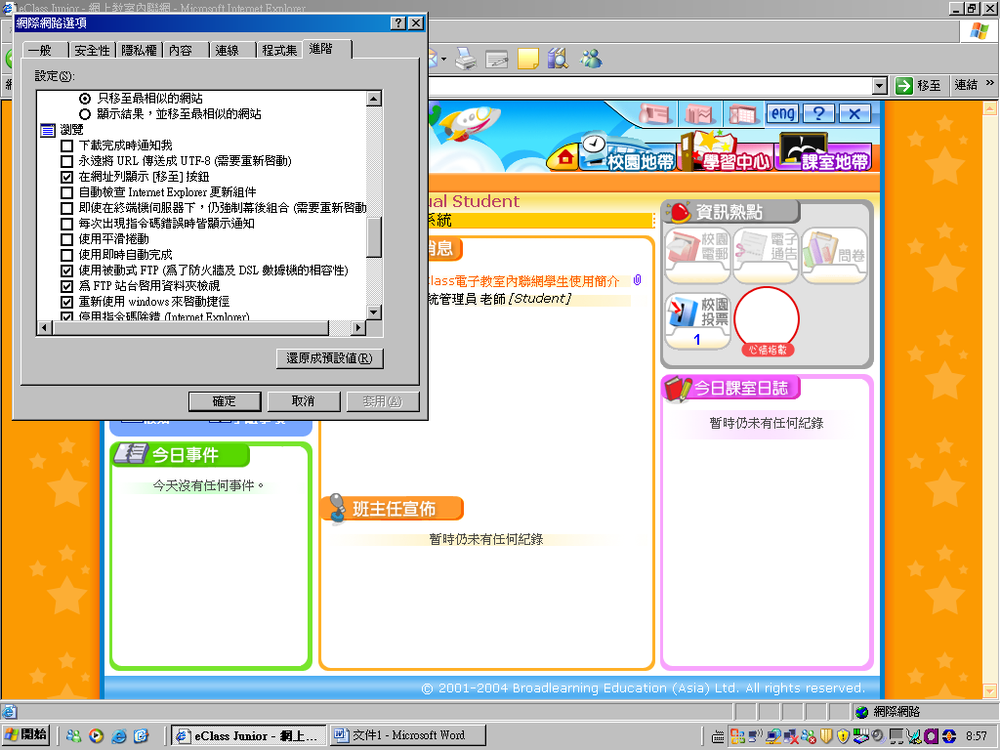 eClass Junior - 網上教室內聯網 - Microsoft Internet Explorer
網際網路選項
一般 安全性 隱私權 內容 連線 程式集 進階
設定(S):
只移至最相似的網站
顯示結果，並移至最相似的網站
瀏覽
下載完成時通知我
永遠將 URL 傳送成 UTF-8 (需要重新啓動)
在網址列顯示 [移至] 按鈕
自動檢查 Internet Explorer 更新組件
即使在終端機伺服器下，仍強制幕後組合 (需要重新啓動
每次出現指令碼錯誤時皆顯示通知
使用平滑捲動
使用即時自動完成
使用被動式 FTP (爲了防火牆及 DSL 數據機的相容性)
爲 FTP 站台啓用資料夾檢視
重新使用 windows 來啓動捷徑
停用指令碼除錯 (Internet Explorer)
還原成預設值(R)
確定 取消 套用(A)
移至 連結 »
eng ? X
校園地帶 學習中心 課室地帶
ual Student
系統
消息
lass電子教室內聯網學生使用簡介
統管理員 老師 [Student]
資訊熱點
校園電郵 電子通告 問卷
校園投票
1
心情指數
今日課室日誌
暫時仍未有任何紀錄
今日事件
今天沒有任何事件。
班主任宣佈
暫時仍未有任何紀錄
© 2001-2004 Broadlearning Education (Asia) Ltd. All rights reserved.
網際網路
開始 eClass Junior - 網上... 文件1 - Microsoft Word 8:57